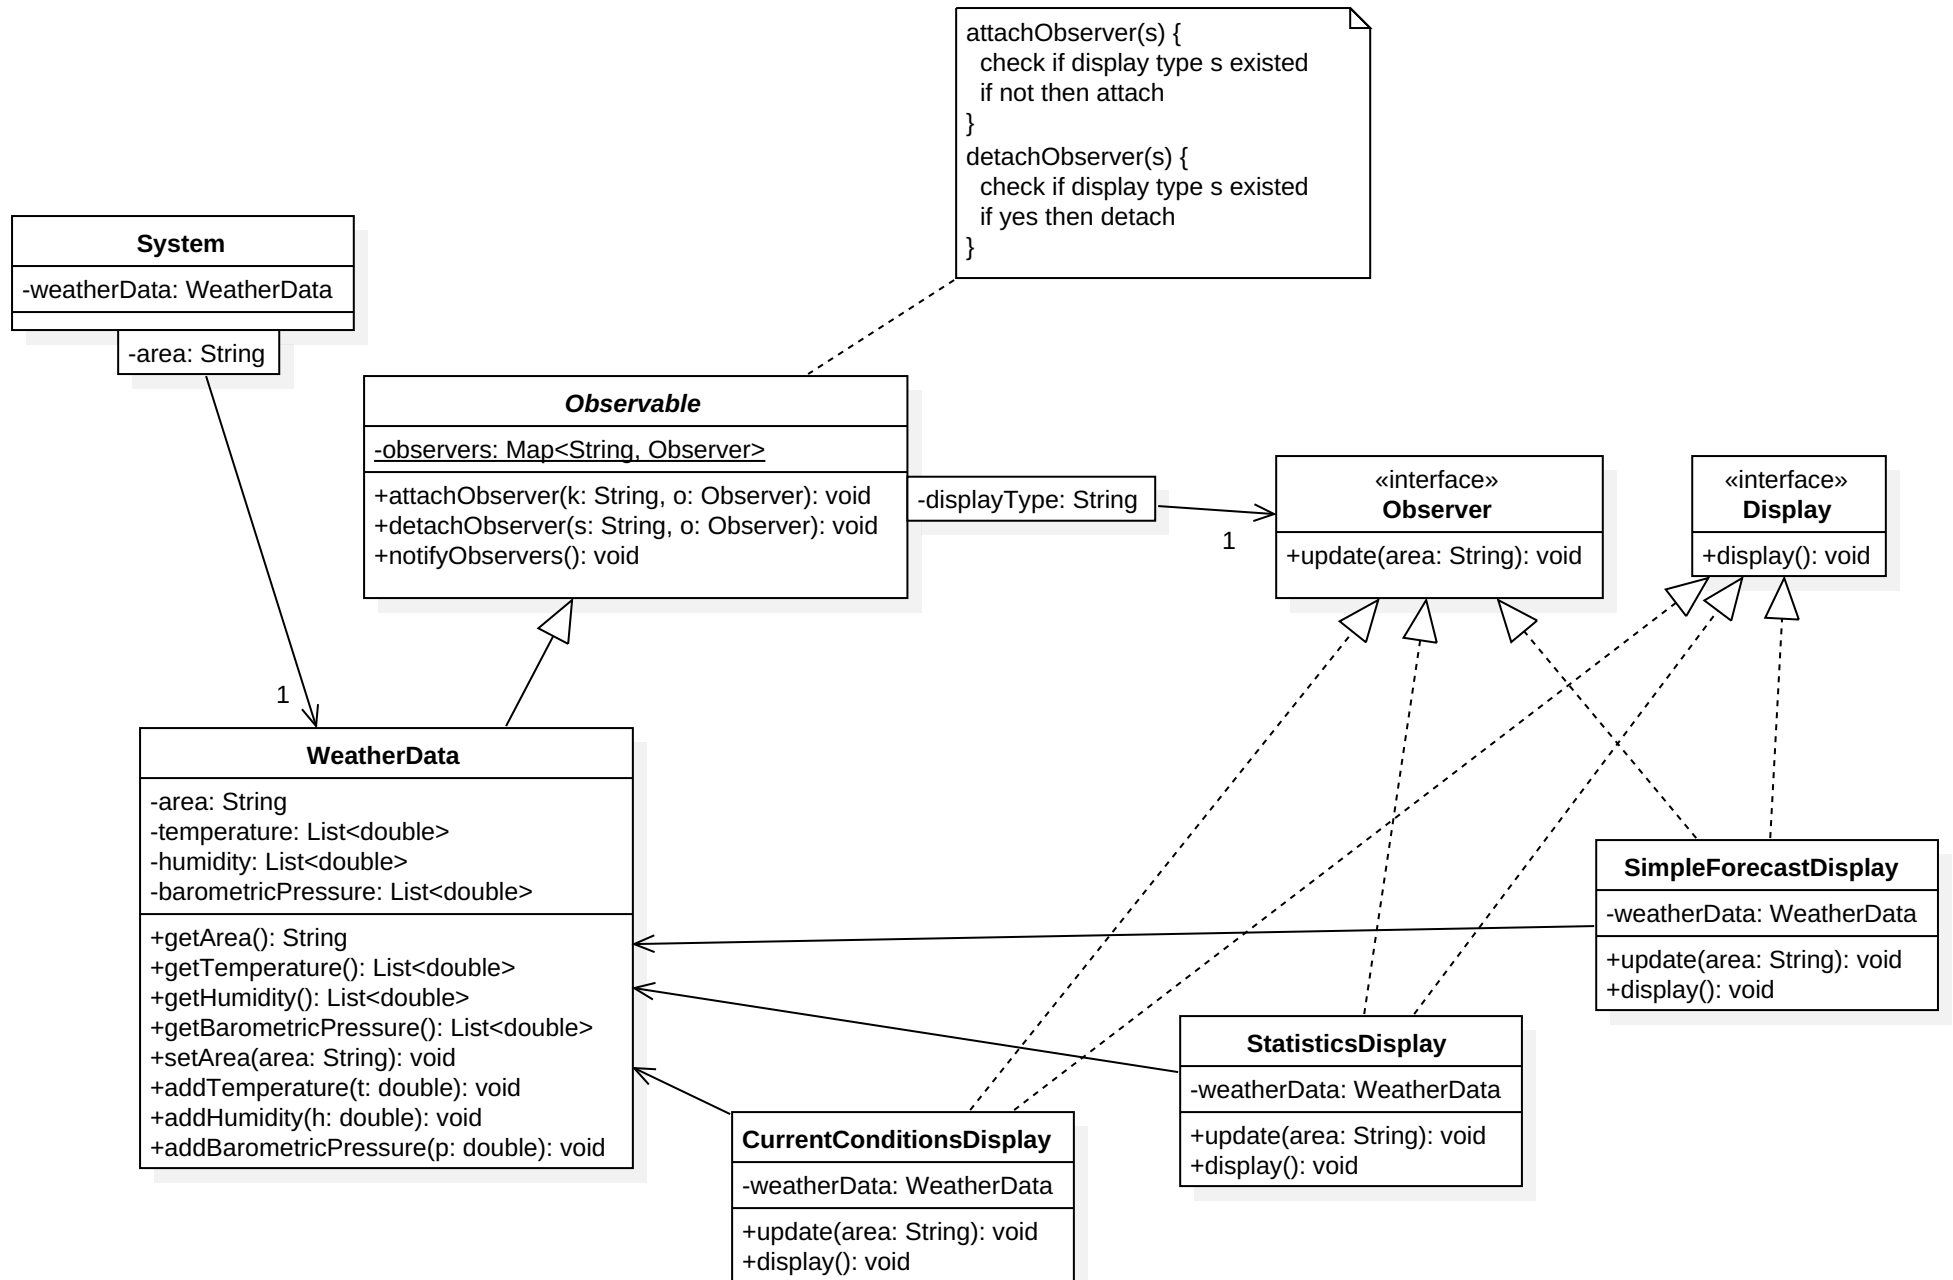 attachObserver(s) {
check if display type s existed
if not then attach
}
detachObserver(s) {
check if display type s existed
if yes then detach
}
System
-weatherData: WeatherData
-area: String
Observable
-observers: Map<String, Observer>
+attachObserver(k: String, o: Observer): void
+detachObserver(s: String, o: Observer): void
+notifyObservers(): void
-displayType: String
1
«interface»
Observer
+update(area: String): void
«interface»
Display
+display(): void
1
WeatherData
-area: String
-temperature: List<double>
-humidity: List<double>
-barometricPressure: List<double>
+getArea(): String
+getTemperature(): List<double>
+getHumidity(): List<double>
+getBarometricPressure(): List<double>
+setArea(area: String): void
+addTemperature(t: double): void
+addHumidity(h: double): void
+addBarometricPressure(p: double): void
SimpleForecastDisplay
-weatherData: WeatherData
+update(area: String): void
+display(): void
StatisticsDisplay
-weatherData: WeatherData
+update(area: String): void
+display(): void
CurrentConditionsDisplay
-weatherData: WeatherData
+update(area: String): void
+display(): void